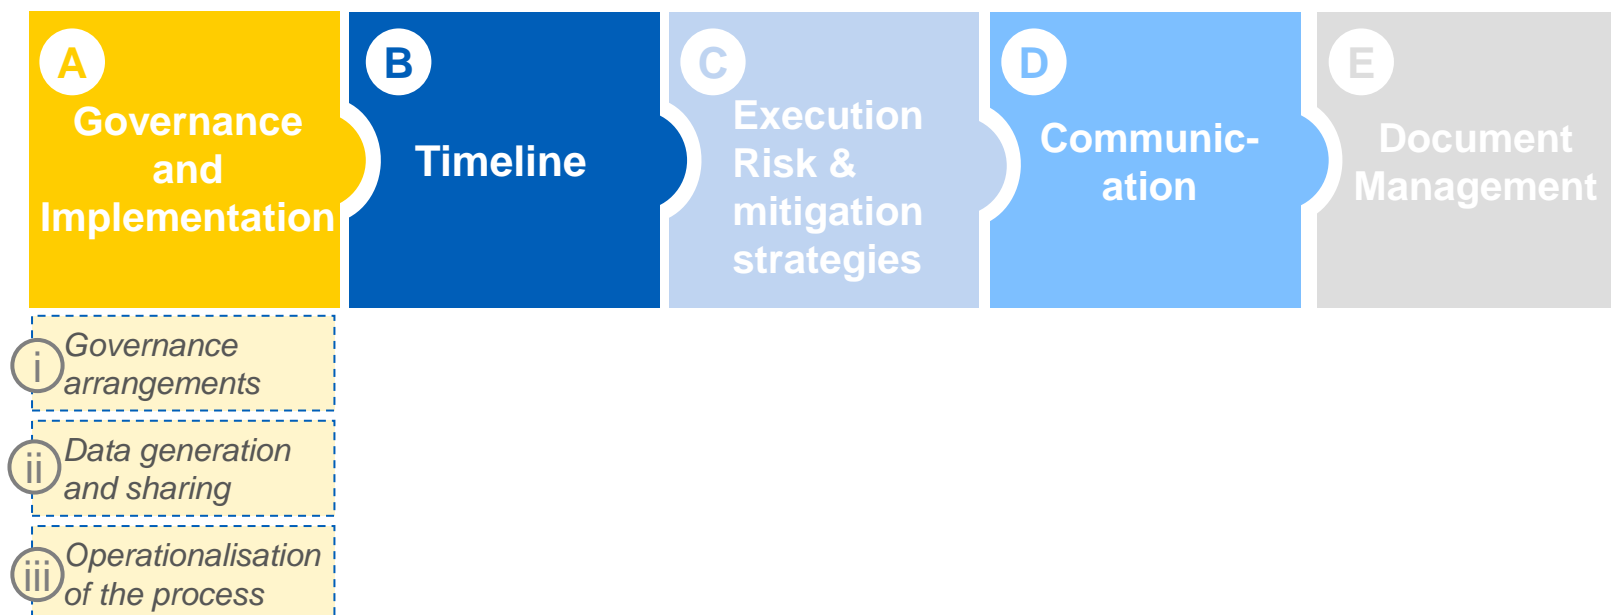 A
Governance
and
Implementation
B
Timeline
C
Execution
Risk &
mitigation
strategies
D
Communic-
ation
E
Document
Management
i
Governance
arrangements
ii
Data generation
and sharing
iii
Operationalisation
of the process